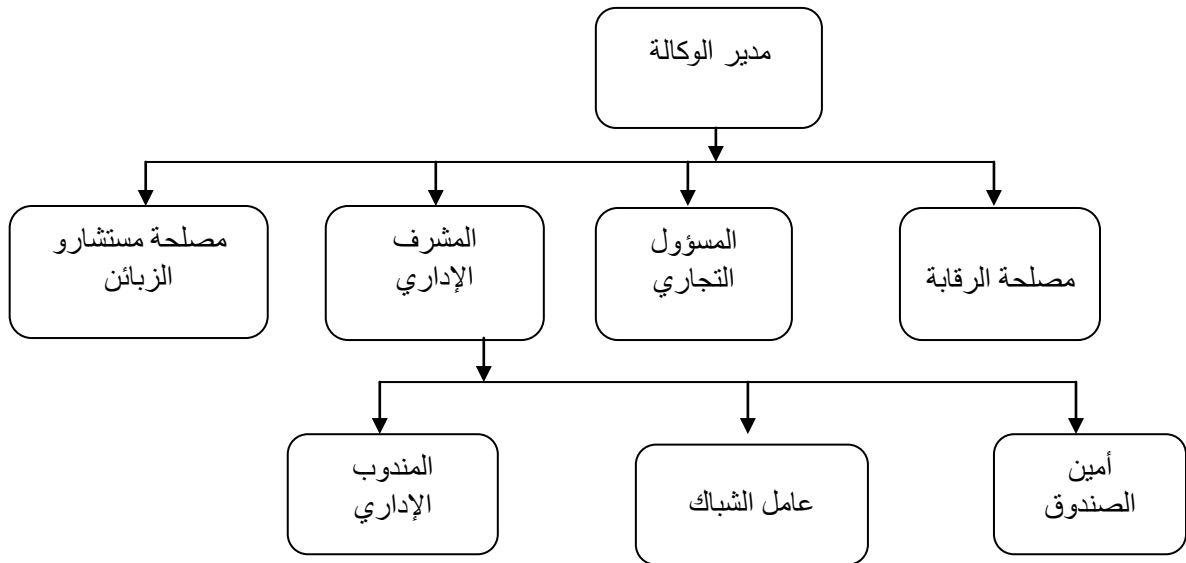 مدير الوكالة
مصلحة الرقابة
المسؤول
التجاري
المشرف
الإداري
مصلحة مستشارو
الزبائن
أمين
الصندوق
عامل الشباك
المندوب
الإداري